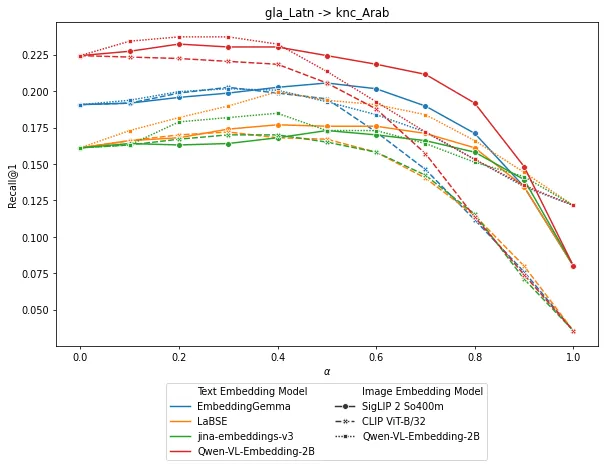 gla_Latn -> knc_Arab
Recall@1
0.225
0.200
0.175
0.150
0.125
0.100
0.075
0.050
0.0 0.2 0.4 0.6 0.8 1.0
α
Text Embedding Model Image Embedding Model
EmbeddingGemma SigLIP 2 So400m
LaBSE CLIP ViT-B/32
jina-embeddings-v3 Qwen-VL-Embedding-2B
Qwen-VL-Embedding-2B